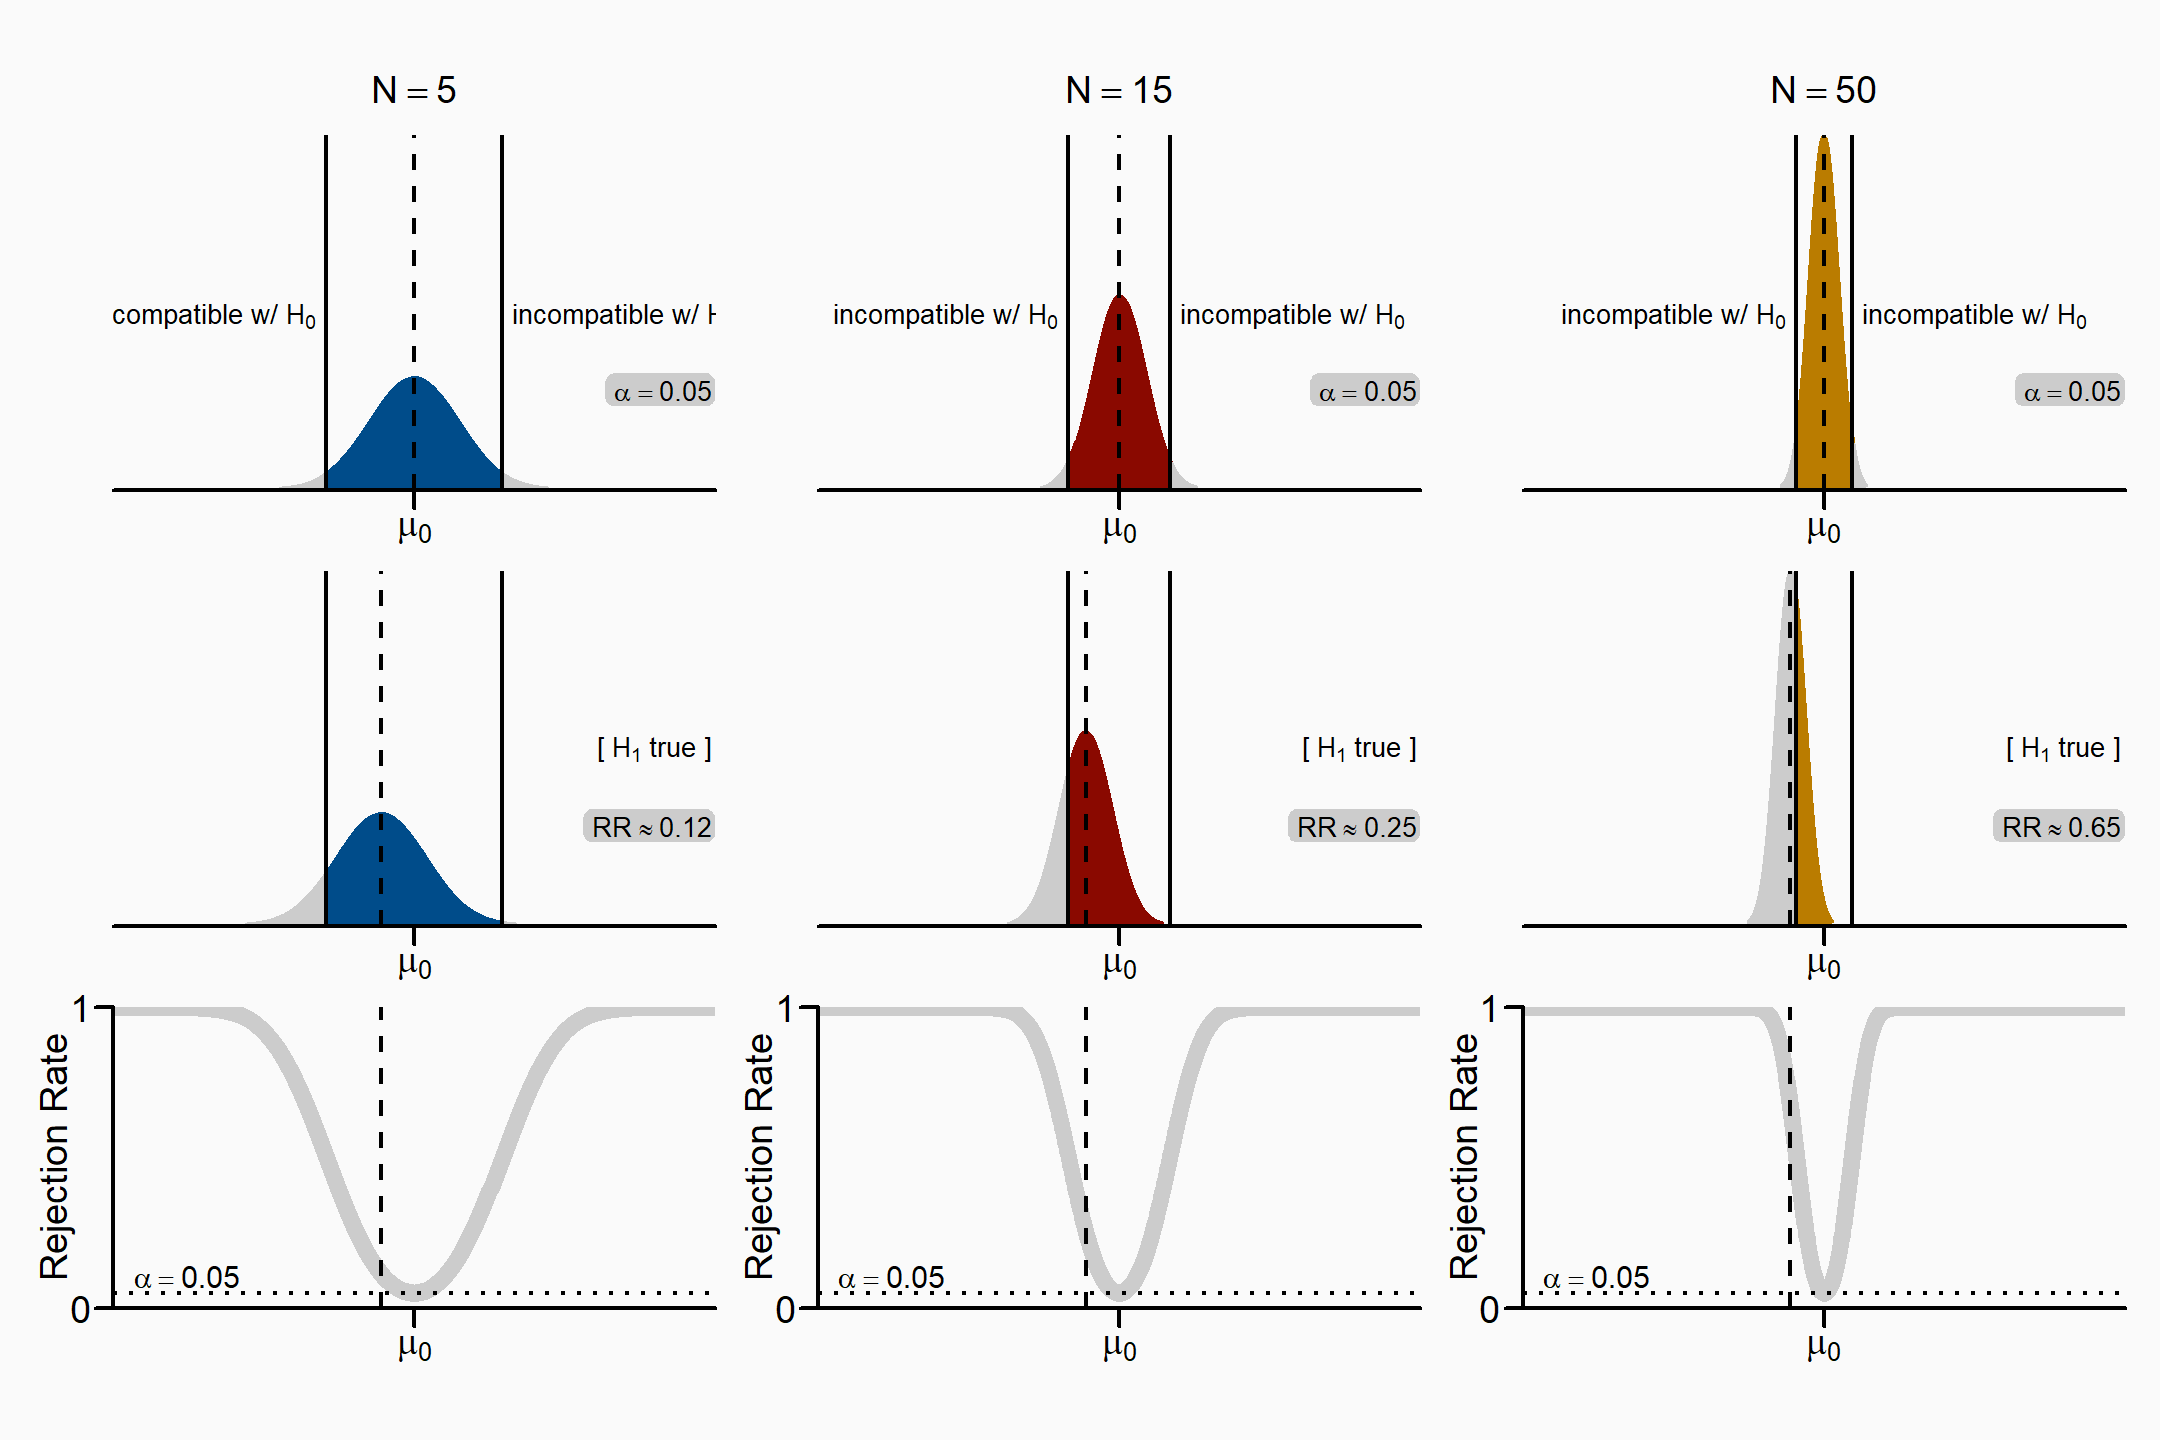 N = 5
N = 15
N = 50
compatible w/ H₀
incompatible w/
incompatible w/ H₀
incompatible w/ H₀
incompatible w/ H₀
incompatible w/ H₀
α = 0.05
α = 0.05
α = 0.05
μ₀
μ₀
μ₀
[ H₁ true ]
[ H₁ true ]
[ H₁ true ]
RR ≈ 0.12
RR ≈ 0.25
RR ≈ 0.65
μ₀
μ₀
μ₀
1
Rejection Rate
α = 0.05
0
μ₀
1
Rejection Rate
α = 0.05
0
μ₀
1
Rejection Rate
α = 0.05
0
μ₀